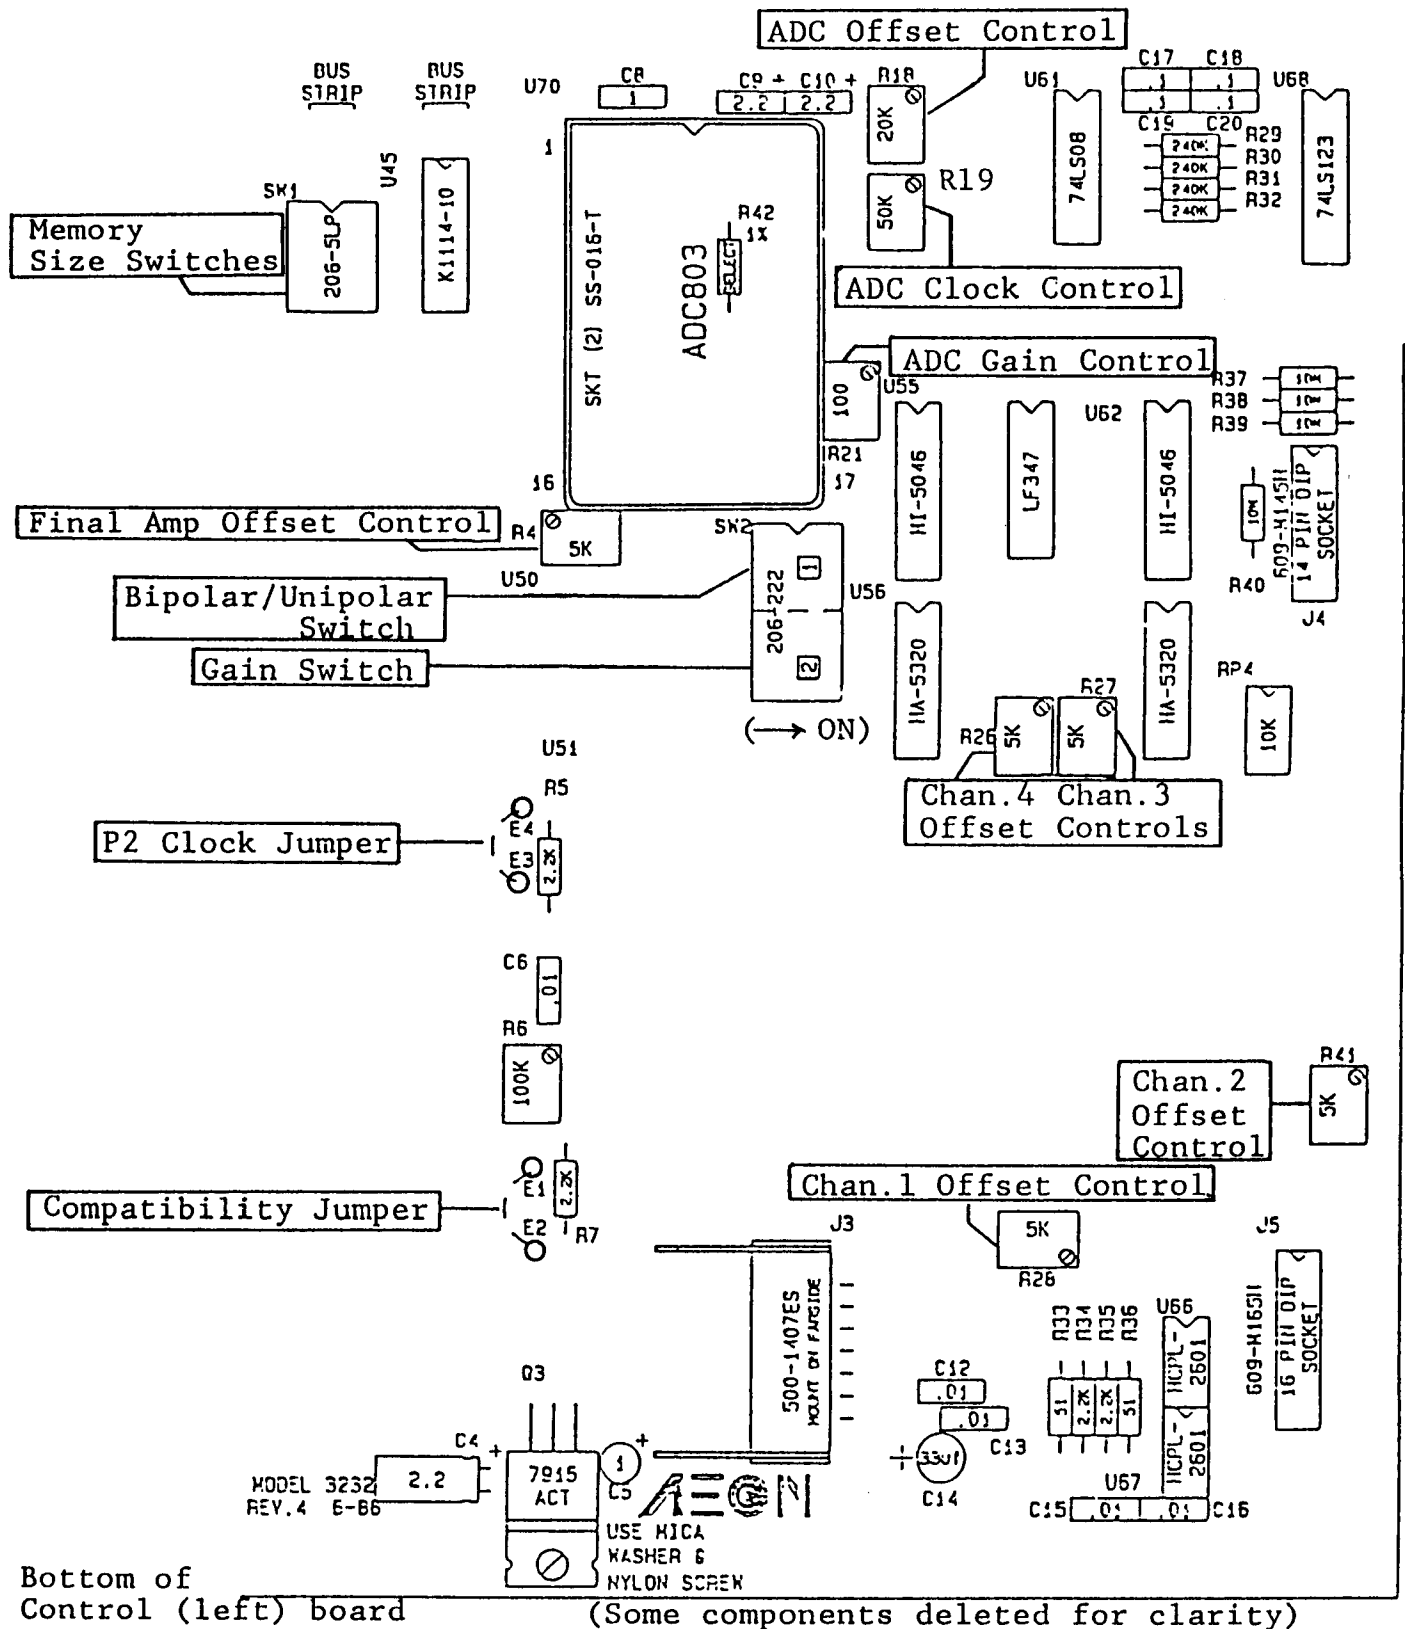 ADC Offset Control
BUS STRIP
BUS STRIP
U70
C8
1
C9 + C10 +
2.2 2.2
R18
20K
U61
74LS08
C17 C18
.1 .1
.1 .1
C19 C20
U68
74LS123
R29
240K
R30
240K
R31
240K
R32
240K
1
U45
K1114-10
SW1
206-5LP
Memory
Size Switches
SKT (2) SS-016-T
ADC803
R42
1%
SELECT
50K
R19
ADC Clock Control
ADC Gain Control
100
U55
R21
16
17
HI-5046
LF347
U62
HI-5046
R37
10M
R38
10M
R39
10M
10M
R40
609-M145H
14 PIN DIP
SOCKET
J4
Final Amp Offset Control
R4
5K
U50
SW2
206-222
1
2
U56
Bipolar/Unipolar
Switch
Gain Switch
(→ ON)
HA-5320
HA-5320
R26
5K
R27
5K
RP4
10K
Chan.4 Chan.3
Offset Controls
U51
R5
E4
E3
2.2K
P2 Clock Jumper
C6
.01
R6
100K
Chan.2
Offset
Control
R41
5K
E1
E2
2.2K
R7
Compatibility Jumper
Chan.1 Offset Control
5K
R28
J3
500-1407ES
MOUNT ON FARSIDE
J5
609-M165H
16 PIN DIP
SOCKET
R33
R34
R35
R36
51
2.2K
2.2K
51
U66
HCPL-
2601
HCPL-
2601
U67
C12
.01
.01
C13
33uf
C14
C15 .01 .01 C16
Q3
7915
ACT
C4 +
2.2
1 +
C5
MODEL 3232
REV.4 6-86
AEON
USE MICA
WASHER &
NYLON SCREW
Bottom of
Control (left) board
(Some components deleted for clarity)